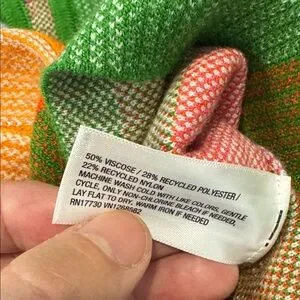 50% VISCOSE / 28% RECYCLED POLYESTER /
22% RECYCLED NYLON
MACHINE WASH COLD WITH LIKE COLORS, GENTLE
CYCLE, ONLY NON-CHLORINE BLEACH IF NEEDED,
LAY FLAT TO DRY, WARM IRON IF NEEDED
RN17730 VN1268582